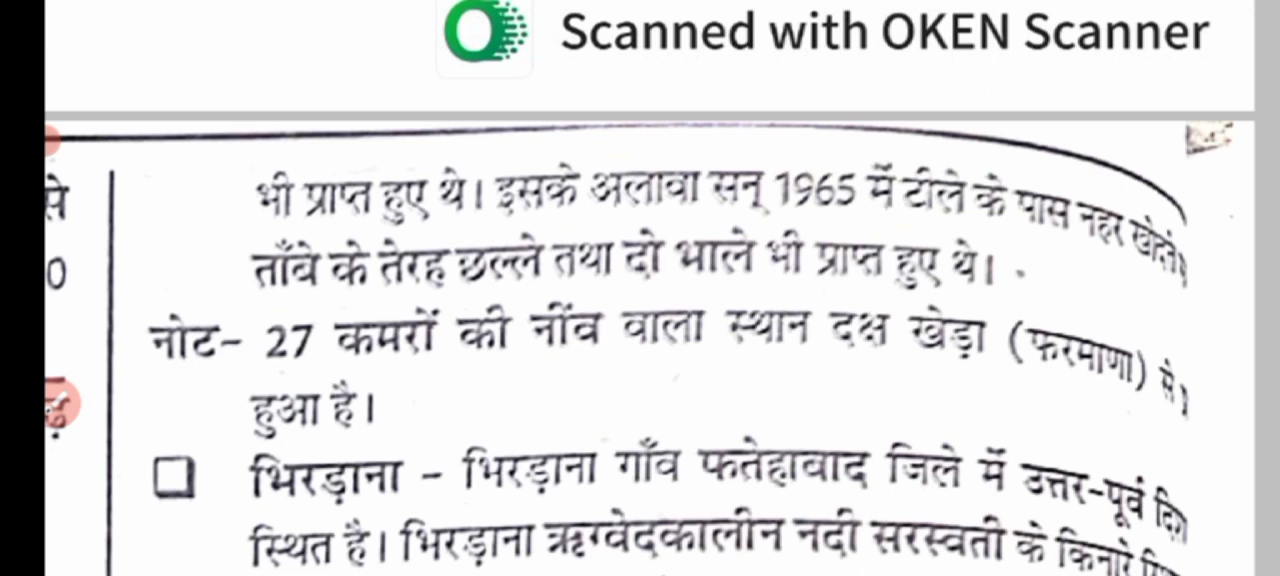 Scanned with OKEN Scanner
भी प्राप्त हुए थे। इसके अलावा सन् 1965 में टीले के पास नहर खोदते
ताँबे के तेरह छल्ले तथा दो भाले भी प्राप्त हुए थे।
नोट- 27 कमरों की नींव वाला स्थान दक्ष खेड़ा (फरमाणा) से
हुआ है।
भिरड़ाना - भिरड़ाना गाँव फतेहाबाद जिले में उत्तर-पूर्व
स्थित है। भिरड़ाना ऋग्वेदकालीन नदी सरस्वती के किनारे
से
0